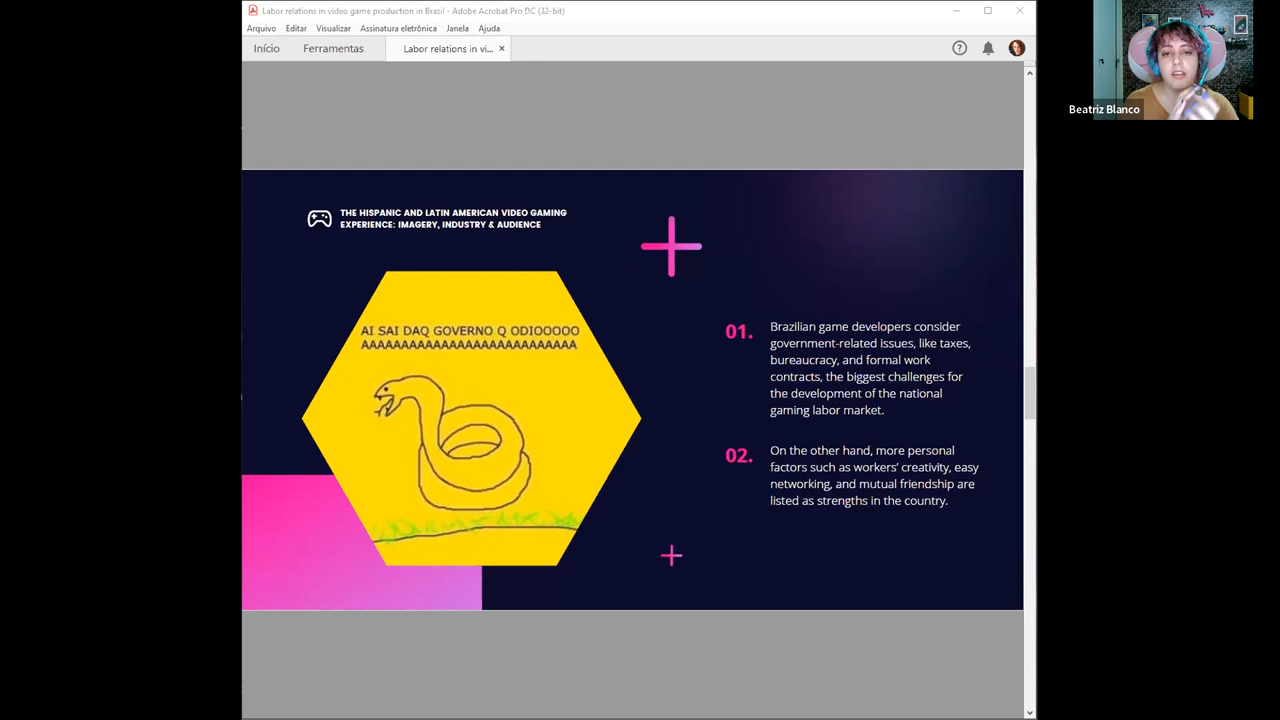 Labor relations in video game production in Brazil - Adobe Acrobat Pro DC (32-bit)
Arquivo Editar Visualizar Assinatura eletrônica Janela Ajuda
Início Ferramentas Labor relations in vi... ×
Beatriz Blanco
THE HISPANIC AND LATIN AMERICAN VIDEO GAMING
EXPERIENCE: IMAGERY, INDUSTRY & AUDIENCE
AI SAI DAQ GOVERNO Q ODIOOOOO
AAAAAAAAAAAAAAAAAAAAAAAAAAA
01.
Brazilian game developers consider
government-related issues, like taxes,
bureaucracy, and formal work
contracts, the biggest challenges for
the development of the national
gaming labor market.
02.
On the other hand, more personal
factors such as workers' creativity, easy
networking, and mutual friendship are
listed as strengths in the country.